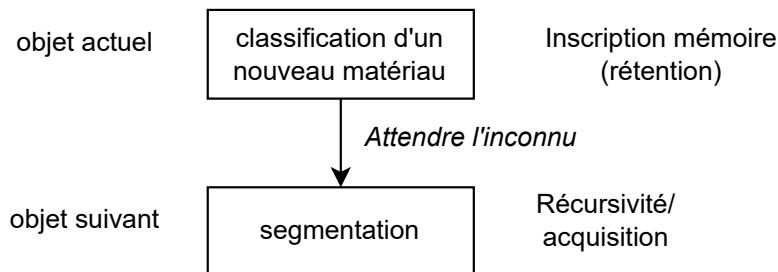 objet actuel
classification d'un
nouveau matériau
Inscription mémoire
(rétention)
Attendre l'inconnu
objet suivant
segmentation
Récursivité/
acquisition